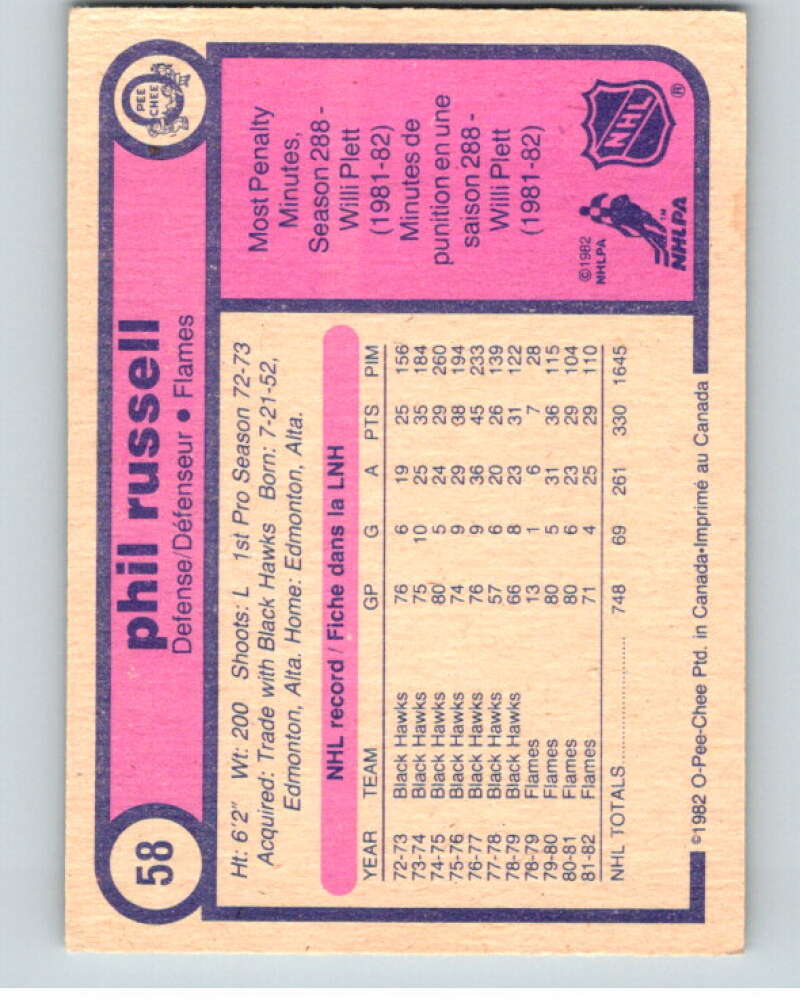 58
phil russell
Defense/Défenseur • Flames
O
PEE
CHEE
Ht: 6'2" Wt: 200 Shoots: L 1st Pro Season 72-73
Acquired: Trade with Black Hawks Born: 7-21-52,
Edmonton, Alta. Home: Edmonton, Alta.
NHL record / Fiche dans la LNH
YEAR TEAM GP G A PTS PIM
72-73 Black Hawks 76 6 19 25 156
73-74 Black Hawks 75 10 25 35 184
74-75 Black Hawks 80 5 24 29 260
75-76 Black Hawks 74 9 29 38 194
76-77 Black Hawks 76 9 36 45 233
77-78 Black Hawks 57 6 20 26 139
78-79 Black Hawks 66 8 23 31 122
78-79 Flames 13 1 6 7 28
79-80 Flames 80 5 31 36 115
80-81 Flames 80 6 23 29 104
81-82 Flames 71 4 25 29 110
NHL TOTALS .................... 748 69 261 330 1645
Most Penalty
Minutes,
Season 288 -
Willi Plett
(1981-82)
Minutes de
punition en une
saison 288 -
Willi Plett
(1981-82)
©1982
NHLPA
NHLPA™
NHL®
©1982 O-Pee-Chee Ptd. in Canada•Imprimé au Canada